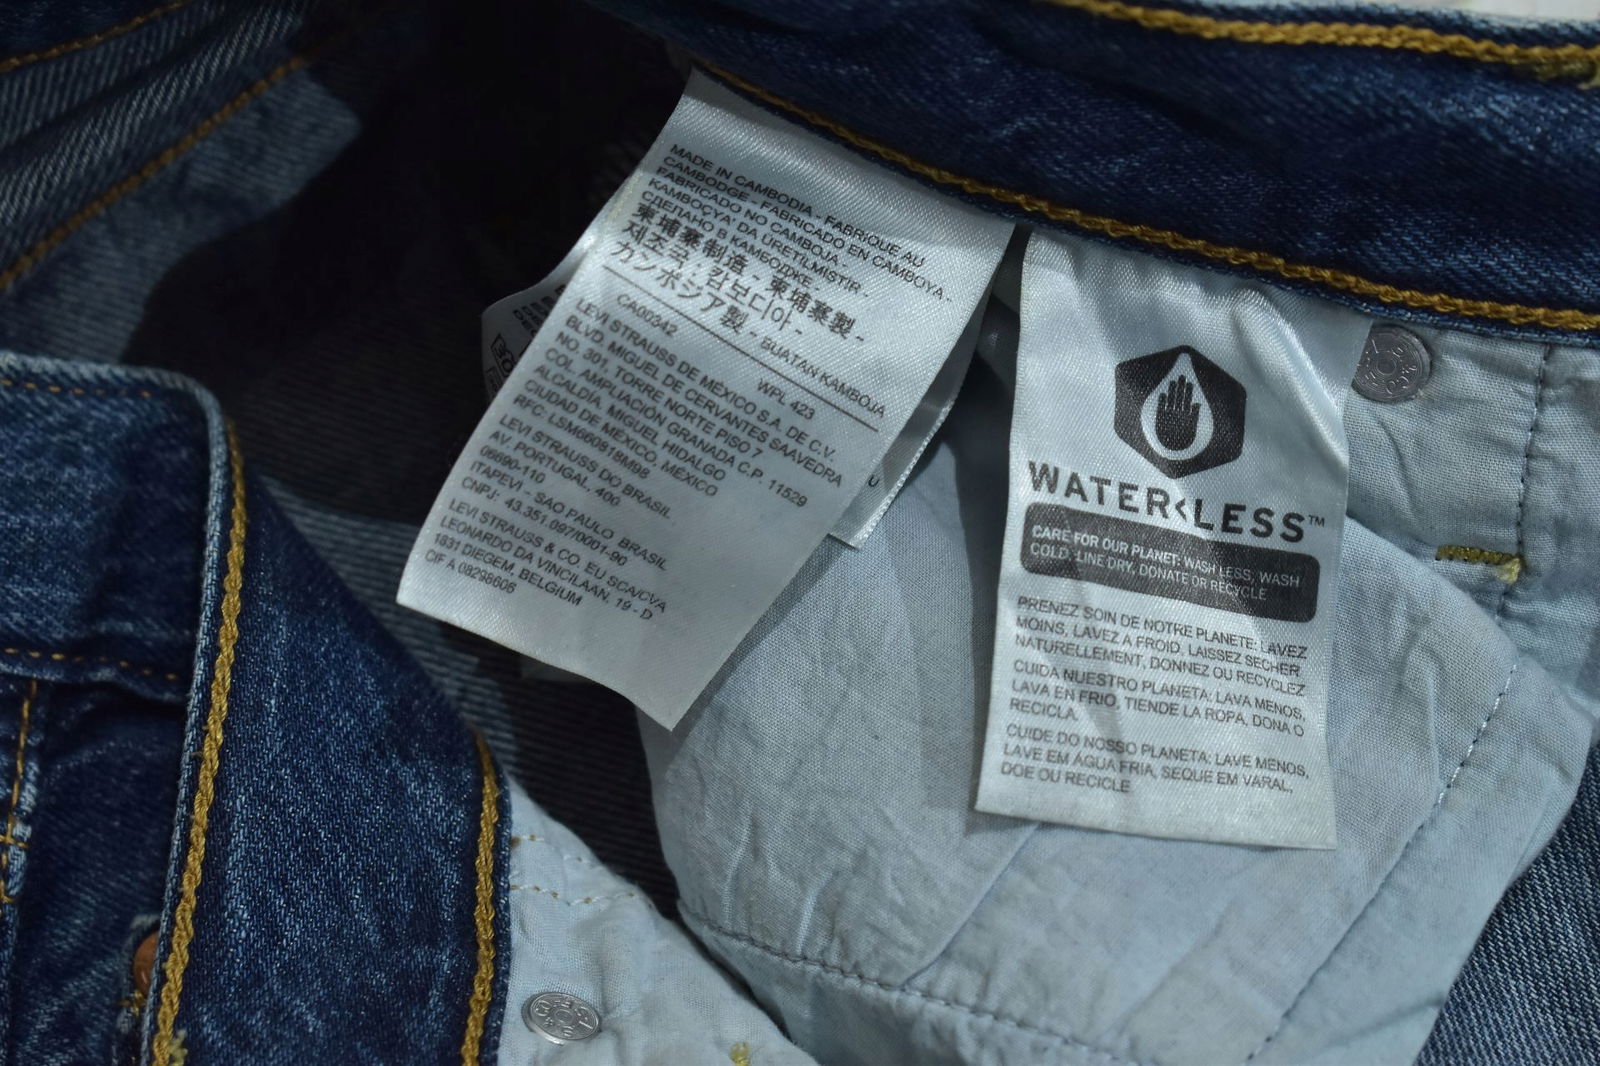 MADE IN CAMBODIA - FABRIQUE AU
CAMBODGE - FABRICADO EN CAMBOYA -
FABRICADO NO CAMBOJA -
KAMBOÇYA' DA ÜRETILMISTIR -
СДЕЛАНО В КАМБОДЖЕ -
柬埔寨制造 - 柬埔寨製 -
제조국 : 캄보디아 -
カンボジア製 - BUATAN KAMBOJA
CA00342 WPL 423
LEVI STRAUSS DE MÉXICO S.A. DE C.V.
BLVD. MIGUEL DE CERVANTES SAAVEDRA
NO. 301, TORRE NORTE PISO 7
COL. AMPLIACIÓN GRANADA C.P. 11529
ALCALDÍA, MIGUEL HIDALGO
CIUDAD DE MÉXICO, MÉXICO
RFC: LSM660818M98
LEVI STRAUSS DO BRASIL
AV. PORTUGAL, 400
06690-110
ITAPEVI - SAO PAULO BRASIL
CNPJ: 43.351.097/0001-90
LEVI STRAUSS & CO. EU SCA/CVA
LEONARDO DA VINCILAAN, 19 - D
1831 DIEGEM, BELGIUM
CIF A 08296606
U
WATER<LESS™
CARE FOR OUR PLANET: WASH LESS, WASH
COLD, LINE DRY, DONATE OR RECYCLE
PRENEZ SOIN DE NOTRE PLANETE: LAVEZ
MOINS, LAVEZ A FROID, LAISSEZ SECHER
NATURELLEMENT, DONNEZ OU RECYCLEZ
CUIDA NUESTRO PLANETA: LAVA MENOS,
LAVA EN FRIO, TIENDE LA ROPA, DONA O
RECICLA.
CUIDE DO NOSSO PLANETA: LAVE MENOS,
LAVE EM ÁGUA FRIA, SEQUE EM VARAL,
DOE OU RECICLE